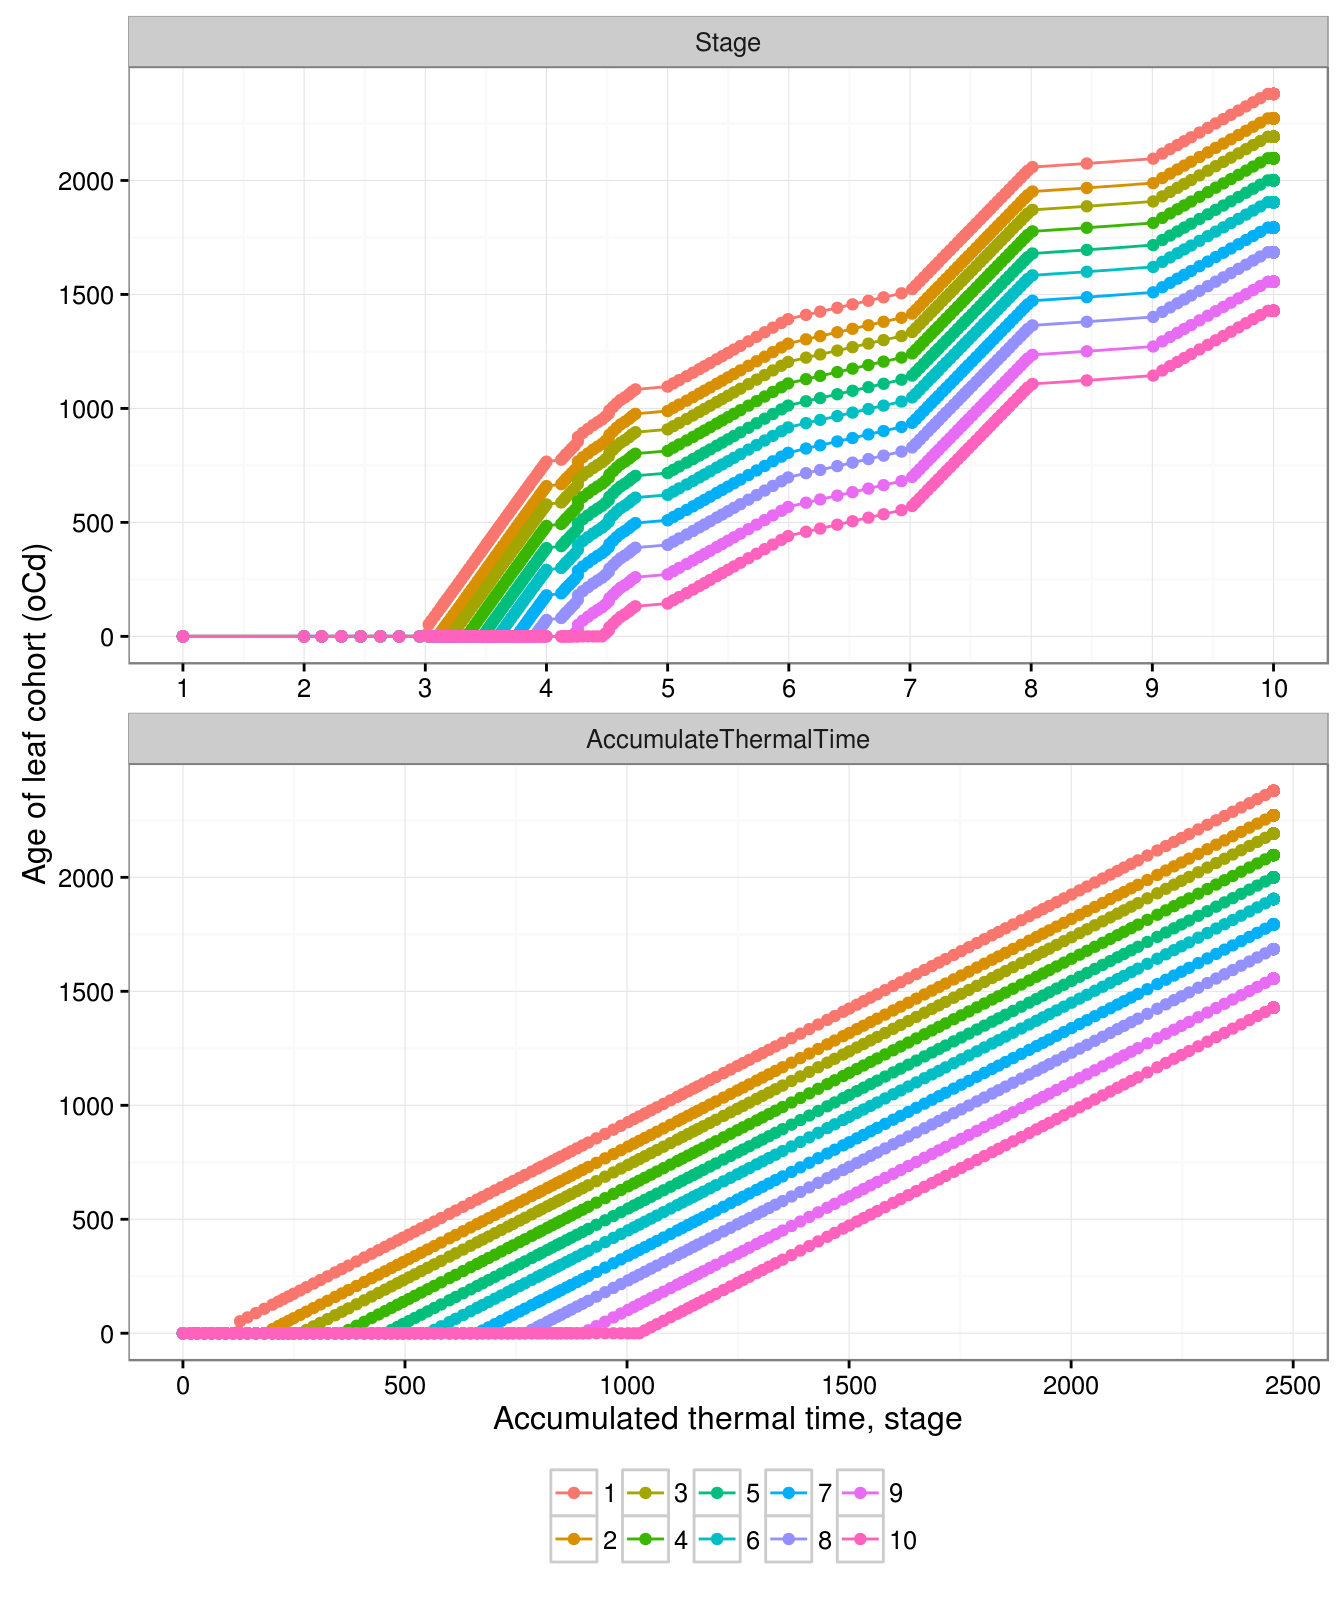 Stage
2000
1500
1000
500
0
1 2 3 4 5 6 7 8 9 10
Age of leaf cohort (oCd)
AccumulateThermalTime
2000
1500
1000
500
0
0 500 1000 1500 2000 2500
Accumulated thermal time, stage
1 3 5 7 9
2 4 6 8 10